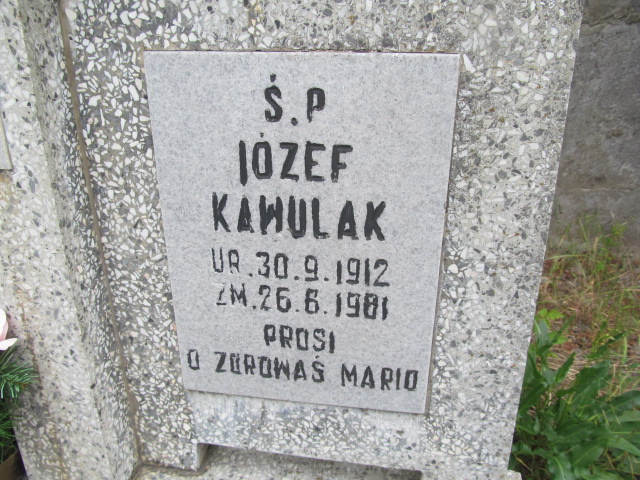 Ś.P
JÓZEF
KAWULAK
UR.30.9.1912
ZM.26.6.1981
PROSI
O ZDROWAŚ MARIO